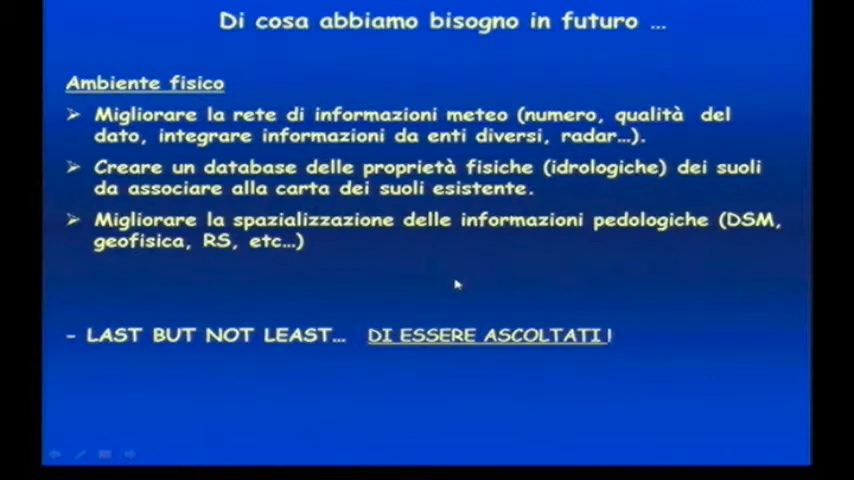 Di cosa abbiamo bisogno in futuro …
Ambiente fisico
➢ Migliorare la rete di informazioni meteo (numero, qualità del
dato, integrare informazioni da enti diversi, radar…).
➢ Creare un database delle proprietà fisiche (idrologiche) dei suoli
da associare alla carta dei suoli esistente.
➢ Migliorare la spazializzazione delle informazioni pedologiche (DSM,
geofisica, RS, etc…)
- LAST BUT NOT LEAST… DI ESSERE ASCOLTATI !